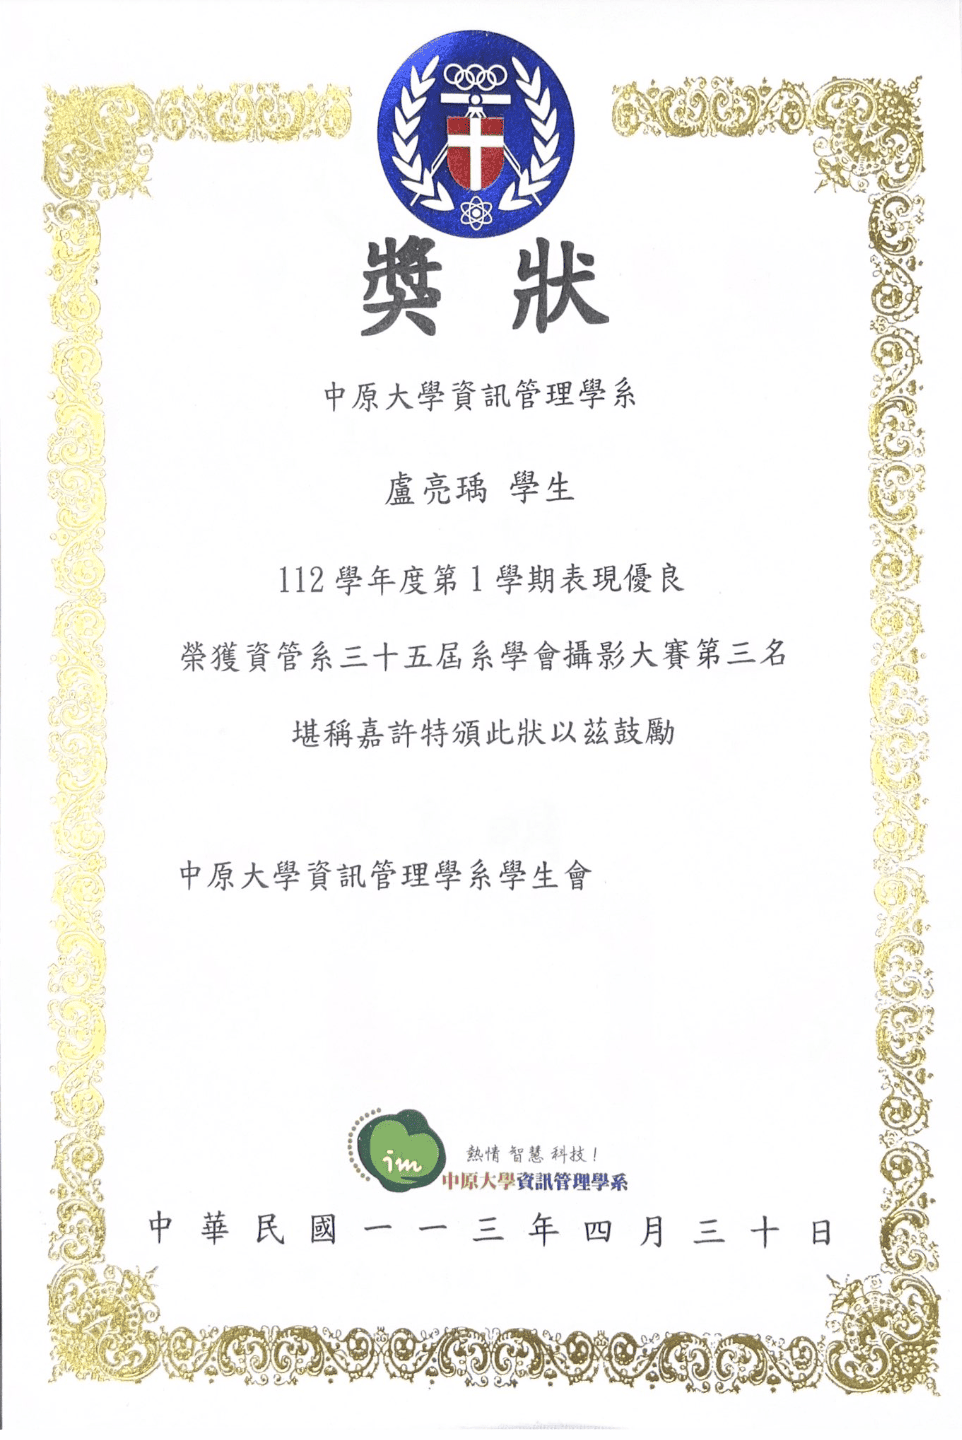 獎狀
中原大學資訊管理學系
盧亮瑀 學生
112學年度第1學期表現優良
榮獲資管系三十五屆系學會攝影大賽第三名
堪稱嘉許特頒此狀以茲鼓勵
中原大學資訊管理學系學生會
im
熱情 智慧 科技！
中原大學資訊管理學系
中華民國一一三年四月三十日